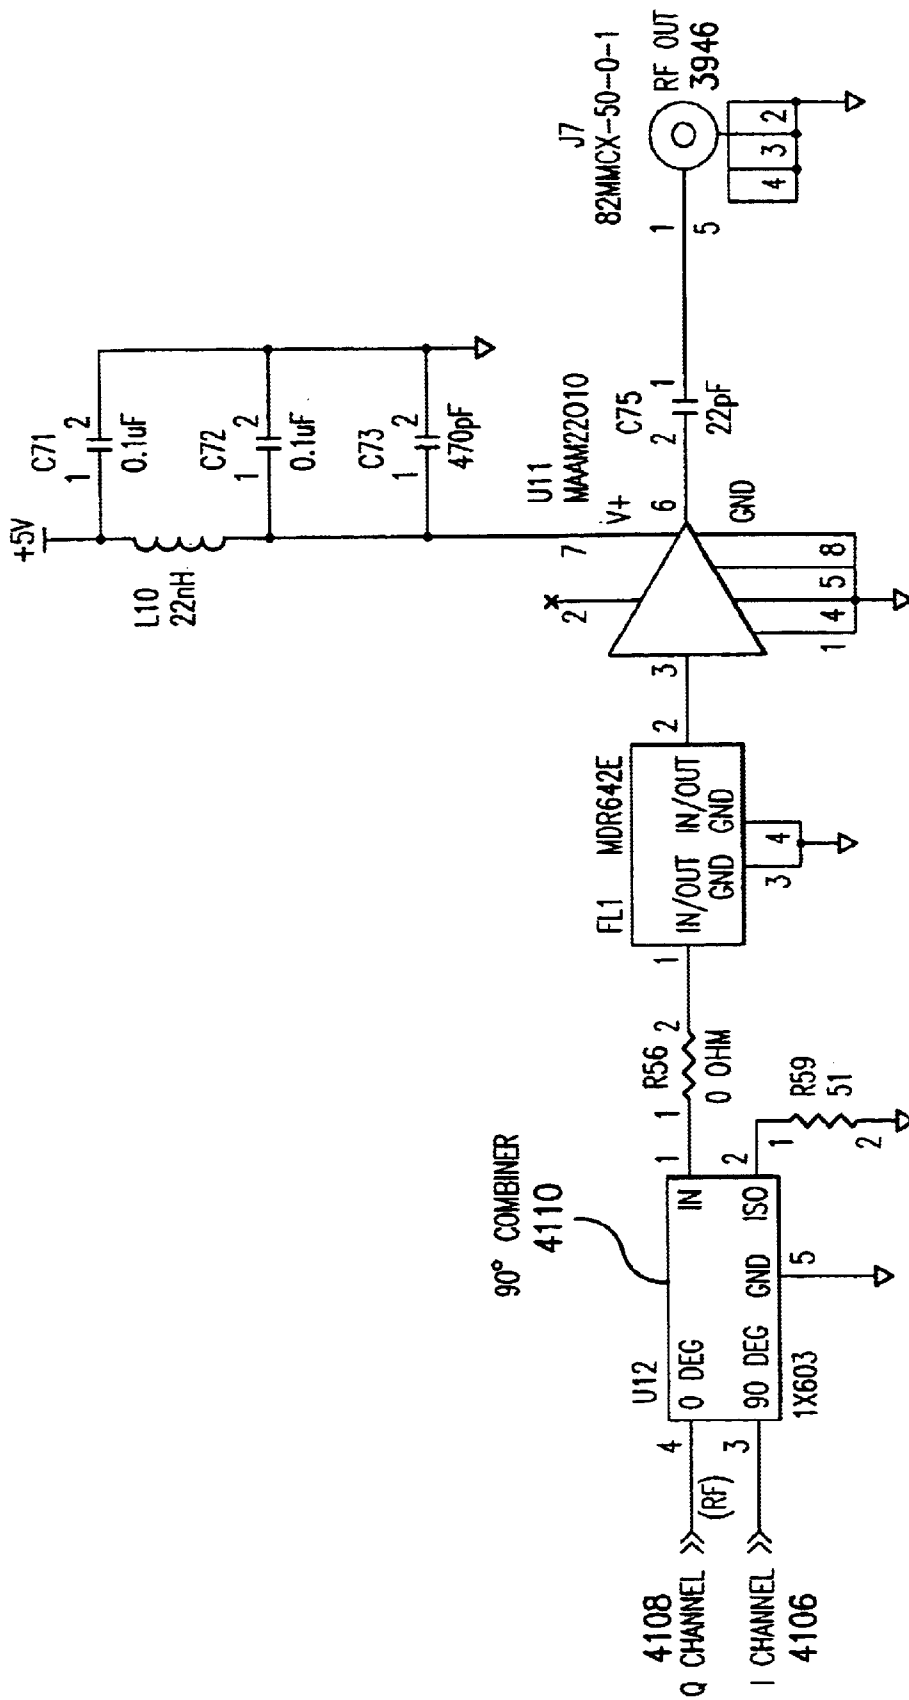 +5V
C71
1 2
0.1uF
L10
22nH
C72
1 2
0.1uF
C73
1 2
470pF
U11
MAAM22010
7 V+
2
3
6
GND
1 4 5 8
C75
2 1
22pF
J7
82MMCX-50-0-1
1
5
RF OUT
3946
4 3 2
FL1 MDR642E
IN/OUT IN/OUT
GND GND
1
2
3 4
R56
1 2
0 OHM
90° COMBINER
4110
U12
0 DEG IN
90 DEG GND ISO
1X603
4
3
1
2
5
1
R59
51
2
4108
Q CHANNEL
(RF)
I CHANNEL
4106